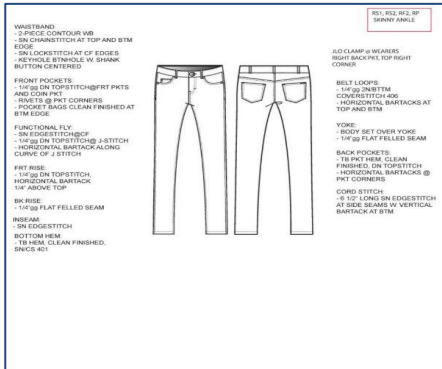 WAISTBAND:
- 2-PIECE CONTOUR WB
- SN CHAINSTITCH AT TOP AND BTM
EDGE
- SN LOCKSTITCH AT CF EDGES
- KEYHOLE BTNHOLE W. SHANK
BUTTON CENTERED
FRONT POCKETS:
- 1/4"gg DN TOPSTITCH@FRT PKTS
AND COIN PKT
- RIVETS @ PKT CORNERS
- POCKET BAGS CLEAN FINISHED AT
BTM EDGE
FUNCTIONAL FLY:
- SN EDGESTITCH@CF
- 1/4"gg DN TOPSTITCH@ J-STITCH
- HORIZONTAL BARTACK ALONG
CURVE OF J STITCH
FRT RISE:
- 1/4"gg DN TOPSTITCH,
HORIZONTAL BARTACK
1/4" ABOVE TOP
BK RISE:
- 1/4"gg FLAT FELLED SEAM
INSEAM:
- SN EDGESTITCH
BOTTOM HEM:
- TB HEM, CLEAN FINISHED,
SN/CS 401
RS1, RS2, RF2, RP
SKINNY ANKLE
JLO CLAMP @ WEARERS
RIGHT BACK PKT, TOP RIGHT
CORNER
BELT LOOPS:
- 1/4"gg 2N/BTTM
COVERSTITCH 406
- HORIZONTAL BARTACKS AT
TOP AND BTM
YOKE:
- BODY SET OVER YOKE
- 1/4"gg FLAT FELLED SEAM
BACK POCKETS:
- TB PKT HEM, CLEAN
FINISHED, DN TOPSTITCH
- HORIZONTAL BARTACKS @
PKT CORNERS
CORD STITCH:
- 6 1/2" LONG SN EDGESTITCH
AT SIDE SEAMS W. VERTICAL
BARTACK AT BTM